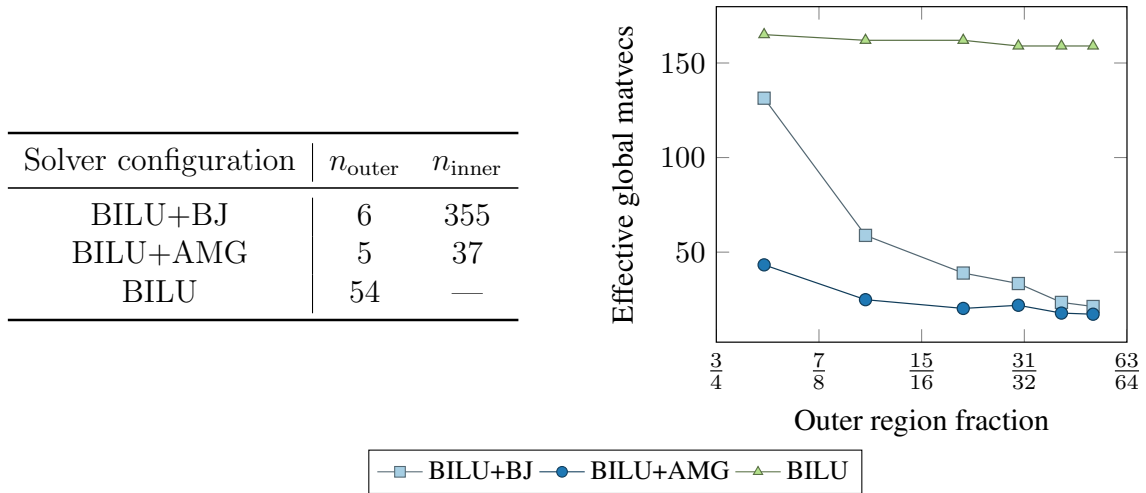 Solver configuration n_outer n_inner
BILU+BJ 6 355
BILU+AMG 5 37
BILU 54 —
Effective global matvecs
150
100
50
3/4 7/8 15/16 31/32 63/64
Outer region fraction
BILU+BJ BILU+AMG BILU